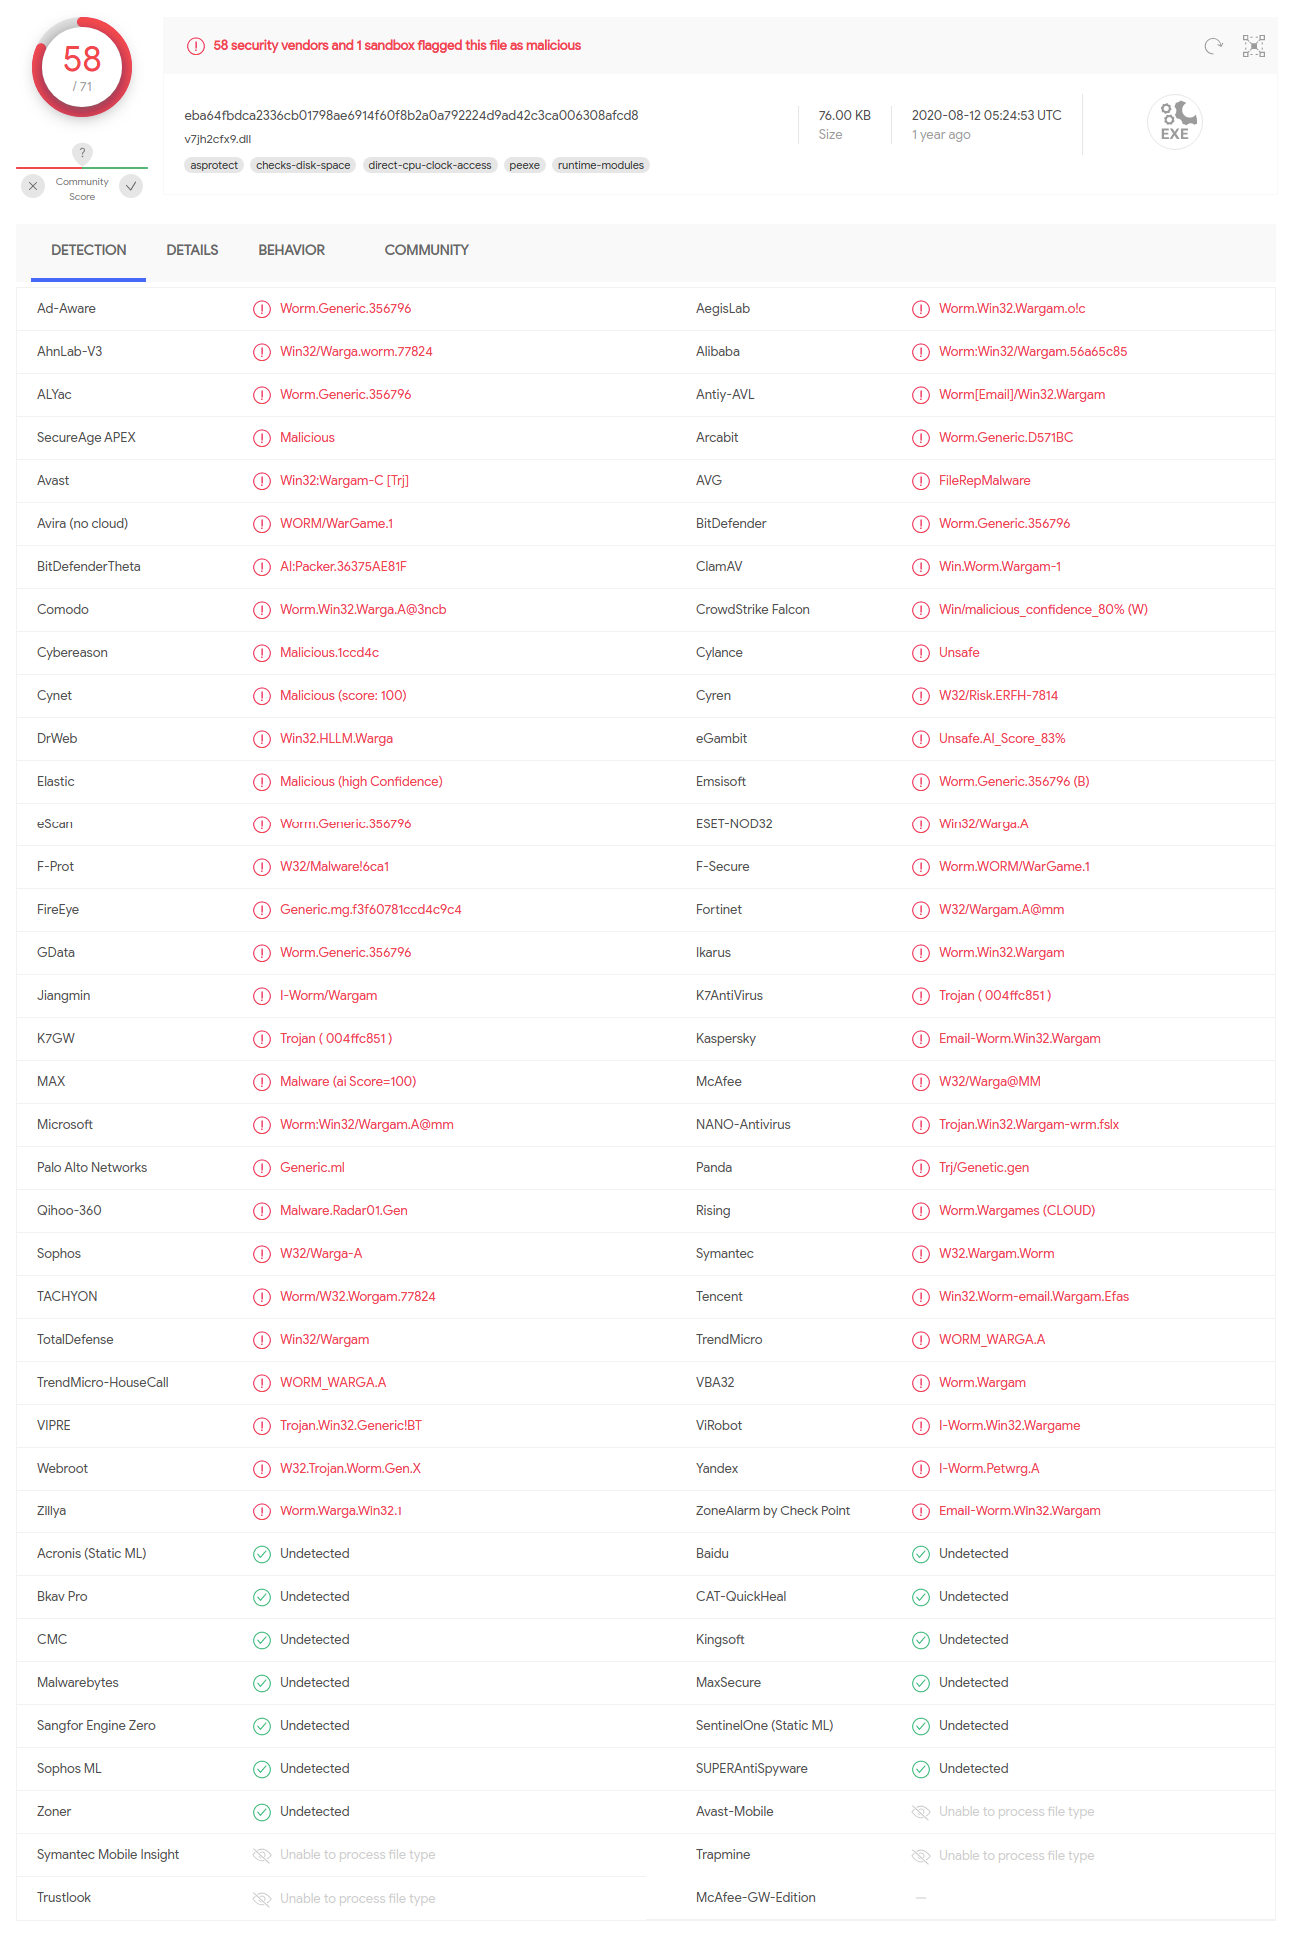 58
/ 71
?
Community
Score
58 security vendors and 1 sandbox flagged this file as malicious
eba64fbdca2336cb01798ae6914f60f8b2a0a792224d9ad42c3ca006308afcd8
v7jh2cfx9.dll
asprotect checks-disk-space direct-cpu-clock-access peexe runtime-modules
76.00 KB
Size
2020-08-12 05:24:53 UTC
1 year ago
EXE
DETECTION DETAILS BEHAVIOR COMMUNITY
Ad-Aware Worm.Generic.356796 AegisLab Worm.Win32.Wargam.o!c
AhnLab-V3 Win32/Warga.worm.77824 Alibaba Worm:Win32/Wargam.56a65c85
ALYac Worm.Generic.356796 Antiy-AVL Worm[Email]/Win32.Wargam
SecureAge APEX Malicious Arcabit Worm.Generic.D571BC
Avast Win32:Wargam-C [Trj] AVG FileRepMalware
Avira (no cloud) WORM/WarGame.1 BitDefender Worm.Generic.356796
BitDefenderTheta AI:Packer.36375AE81F ClamAV Win.Worm.Wargam-1
Comodo Worm.Win32.Warga.A@3ncb CrowdStrike Falcon Win/malicious_confidence_80% (W)
Cybereason Malicious.1ccd4c Cylance Unsafe
Cynet Malicious (score: 100) Cyren W32/Risk.ERFH-7814
DrWeb Win32.HLLM.Warga eGambit Unsafe.AI_Score_83%
Elastic Malicious (high Confidence) Emsisoft Worm.Generic.356796 (B)
eScan Worm.Generic.356796 ESET-NOD32 Win32/Warga.A
F-Prot W32/Malware!6ca1 F-Secure Worm.WORM/WarGame.1
FireEye Generic.mg.f3f60781ccd4c9c4 Fortinet W32/Wargam.A@mm
GData Worm.Generic.356796 Ikarus Worm.Win32.Wargam
Jiangmin I-Worm/Wargam K7AntiVirus Trojan ( 004ffc851 )
K7GW Trojan ( 004ffc851 ) Kaspersky Email-Worm.Win32.Wargam
MAX Malware (ai Score=100) McAfee W32/Warga@MM
Microsoft Worm:Win32/Wargam.A@mm NANO-Antivirus Trojan.Win32.Wargam-wrm.fslx
Palo Alto Networks Generic.ml Panda Trj/Genetic.gen
Qihoo-360 Malware.Radar01.Gen Rising Worm.Wargames (CLOUD)
Sophos W32/Warga-A Symantec W32.Wargam.Worm
TACHYON Worm/W32.Worgam.77824 Tencent Win32.Worm-email.Wargam.Efas
TotalDefense Win32/Wargam TrendMicro WORM_WARGA.A
TrendMicro-HouseCall WORM_WARGA.A VBA32 Worm.Wargam
VIPRE Trojan.Win32.Generic!BT ViRobot I-Worm.Win32.Wargame
Webroot W32.Trojan.Worm.Gen.X Yandex I-Worm.Petwrg.A
Zillya Worm.Warga.Win32.1 ZoneAlarm by Check Point Email-Worm.Win32.Wargam
Acronis (Static ML) Undetected Baidu Undetected
Bkav Pro Undetected CAT-QuickHeal Undetected
CMC Undetected Kingsoft Undetected
Malwarebytes Undetected MaxSecure Undetected
Sangfor Engine Zero Undetected SentinelOne (Static ML) Undetected
Sophos ML Undetected SUPERAntiSpyware Undetected
Zoner Undetected Avast-Mobile Unable to process file type
Symantec Mobile Insight Unable to process file type Trapmine Unable to process file type
Trustlook Unable to process file type McAfee-GW-Edition —